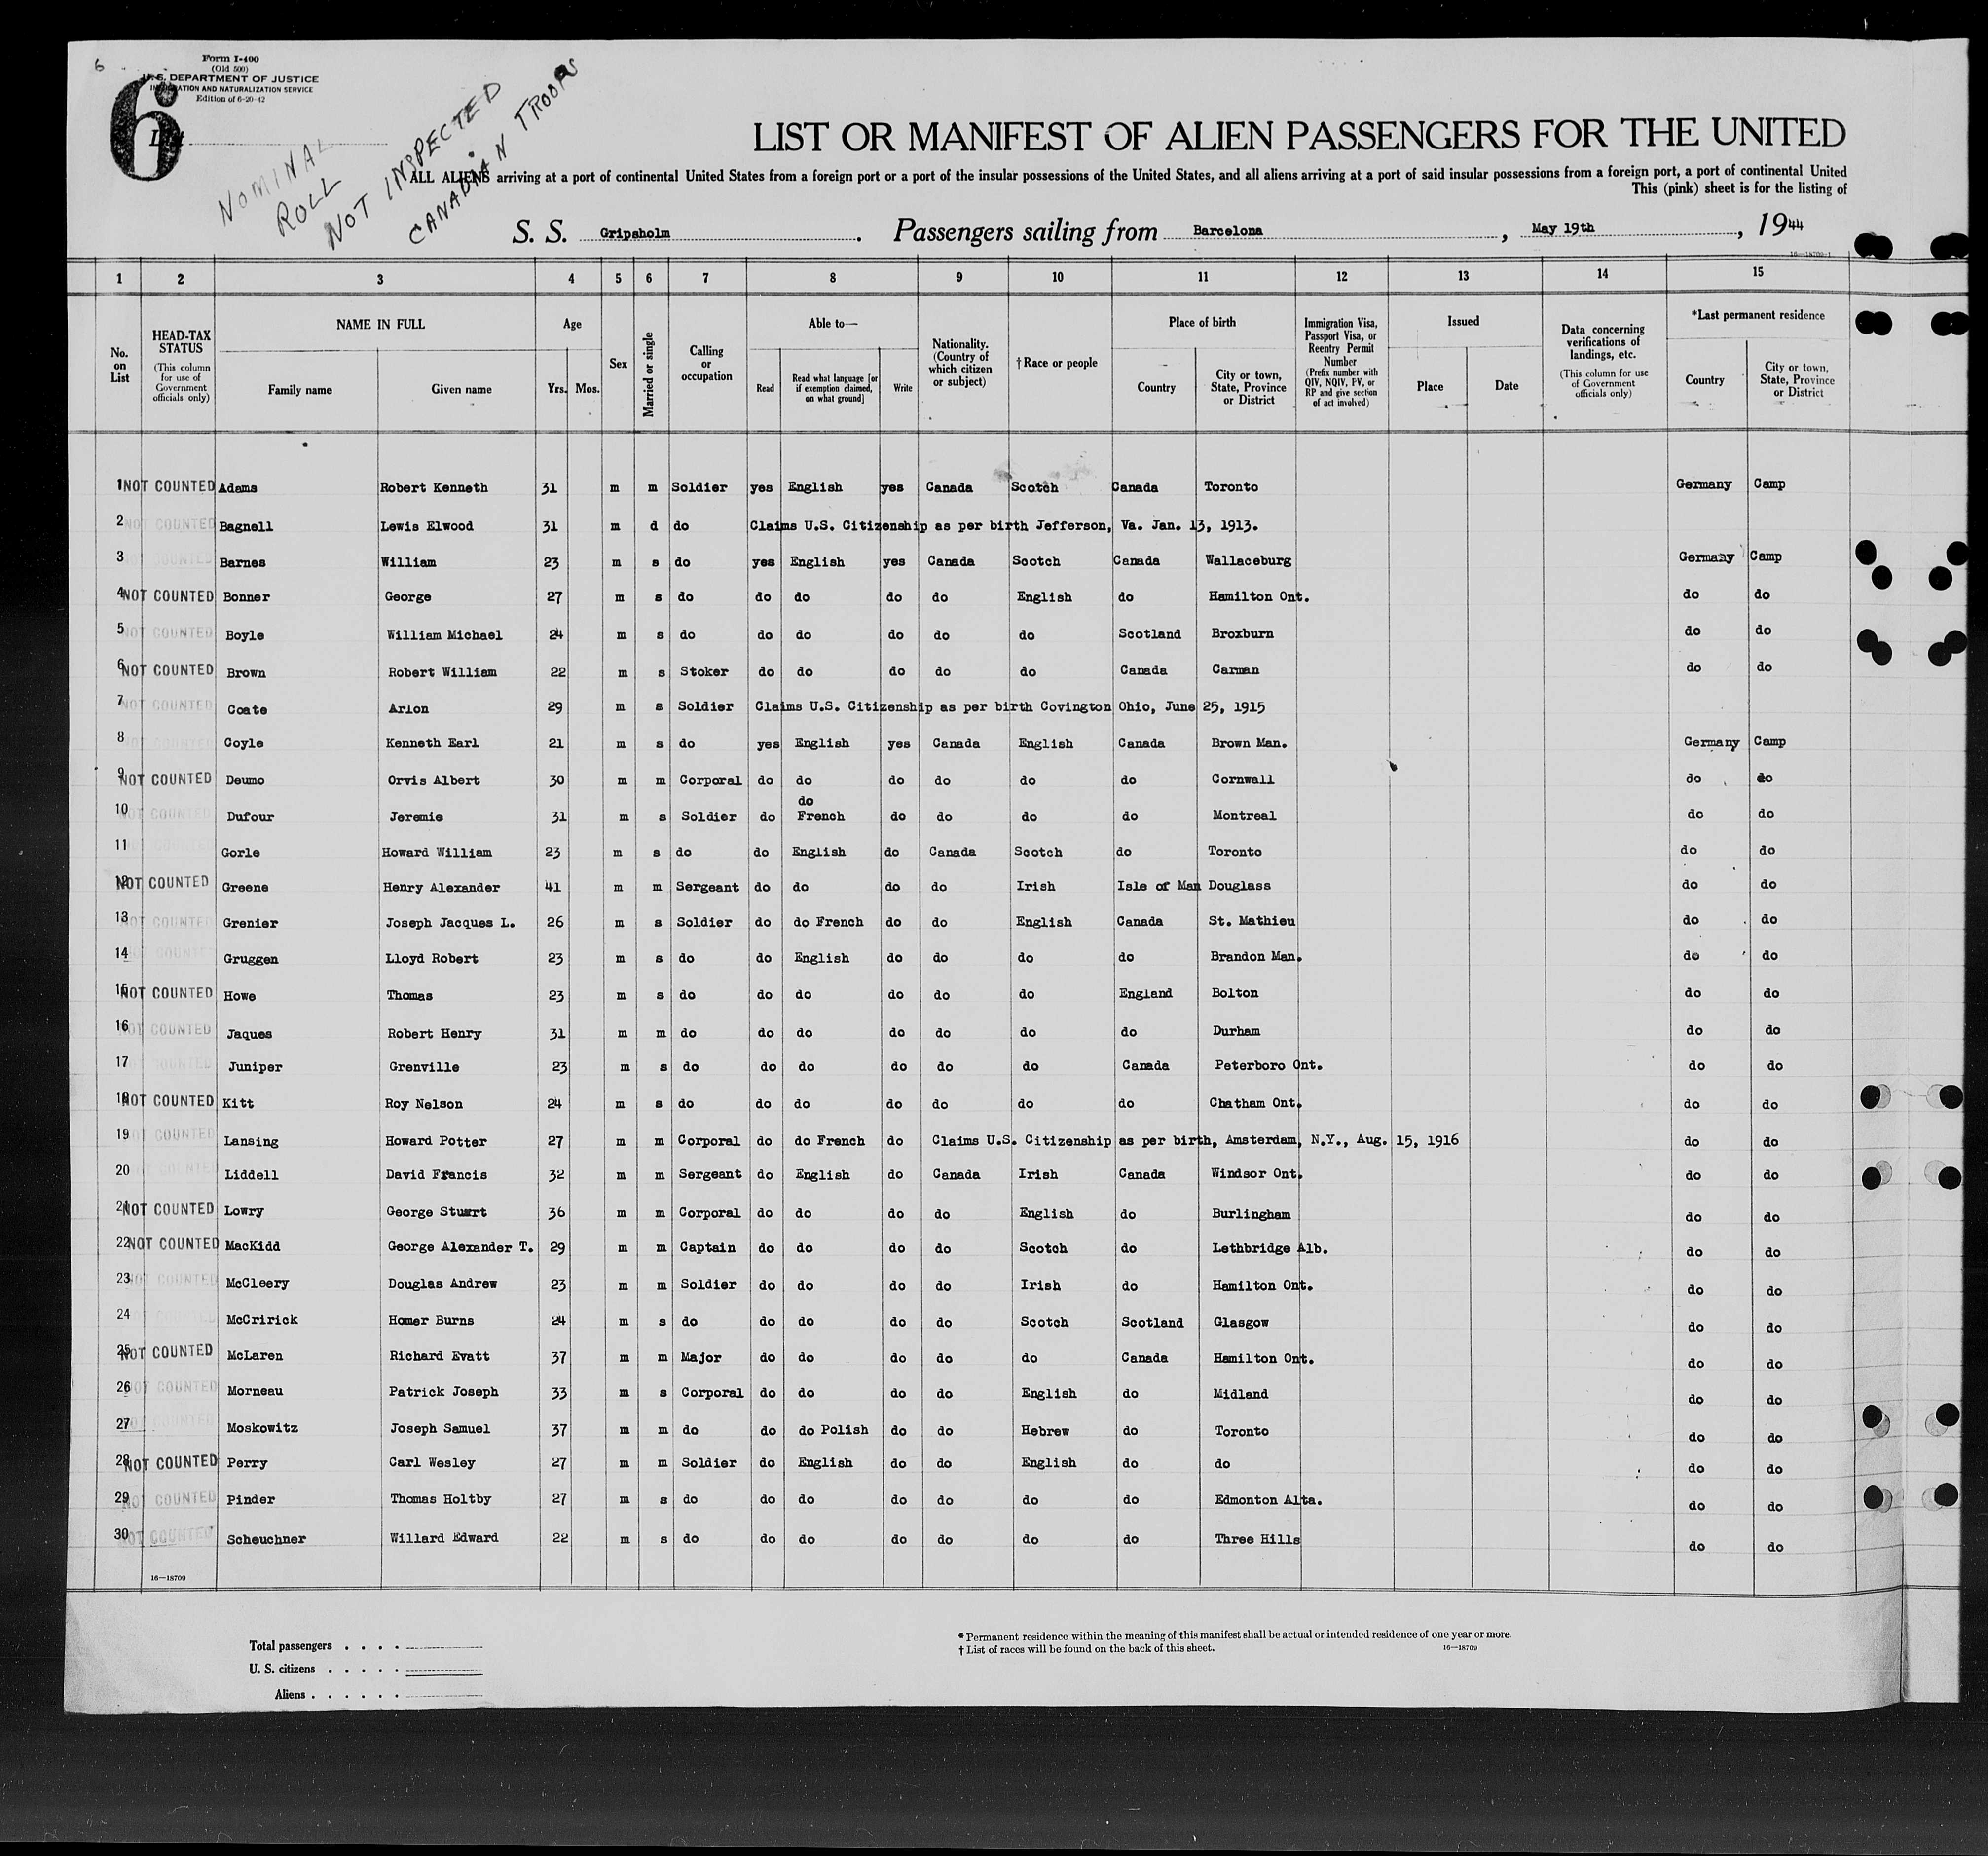 6
Form I-400
(Old 500)
U. S. DEPARTMENT OF JUSTICE
IMMIGRATION AND NATURALIZATION SERVICE
Edition of 6-20-42
6
List
NOMINAL
ROLL
NOT INSPECTED
CANADIAN TROOPS
LIST OR MANIFEST OF ALIEN PASSENGERS FOR THE UNITED
ALL ALIENS arriving at a port of continental United States from a foreign port or a port of the insular possessions of the United States, and all aliens arriving at a port of said insular possessions from a foreign port, a port of continental United
This (pink) sheet is for the listing of
S. S. Gripsholm. Passengers sailing from Barcelona, May 19th, 1944
16—18709-1
1 2 3 4 5 6 7 8 9 10 11 12 13 14 15
No. on List
HEAD-TAX STATUS (This column for use of Government officials only)
NAME IN FULL
Family name Given name
Age
Yrs. Mos.
Sex
Married or single
Calling or occupation
Able to—
Read Read what language [or if exemption claimed, on what ground] Write
Nationality. (Country of which citizen or subject)
† Race or people
Place of birth
Country City or town, State, Province or District
Immigration Visa, Passport Visa, or Reentry Permit Number (Prefix number with QIV, NQIV, PV, or RP and give section of act involved)
Issued
Place Date
Data concerning verifications of landings, etc. (This column for use of Government officials only)
*Last permanent residence
Country City or town, State, Province or District
1 NOT COUNTED Adams Robert Kenneth 31 m m Soldier yes English yes Canada Scotch Canada Toronto Germany Camp
2 NOT COUNTED Bagnell Lewis Elwood 31 m d do Claims U.S. Citizenship as per birth Jefferson, Va. Jan. 13, 1913.
3 Barnes William 23 m s do yes English yes Canada Scotch Canada Wallaceburg Germany Camp
4 NOT COUNTED Bonner George 27 m s do do do do do English do Hamilton Ont. do do
5 NOT COUNTED Boyle William Michael 24 m s do do do do do do Scotland Broxburn do do
6 NOT COUNTED Brown Robert William 22 m s Stoker do do do do do Canada Carman do do
7 NOT COUNTED Coate Arlon 29 m s Soldier Claims U.S. Citizenship as per birth Covington Ohio, June 25, 1915
8 Coyle Kenneth Earl 21 m s do yes English yes Canada English Canada Brown Man. Germany Camp
9 NOT COUNTED Deumo Orvis Albert 30 m m Corporal do do do do do do Cornwall do do
10 NOT COUNTED Dufour Jeremie 31 m s Soldier do do French do do do do Montreal do do
11 Gorle Howard William 23 m s do do English do Canada Scotch do Toronto do do
12 NOT COUNTED Greene Henry Alexander 41 m m Sergeant do do do do Irish Isle of Man Douglass do do
13 NOT COUNTED Grenier Joseph Jacques L. 26 m s Soldier do do French do do English Canada St. Mathieu do do
14 Gruggen Lloyd Robert 23 m s do do English do do do do Brandon Man. do do
15 NOT COUNTED Howe Thomas 23 m s do do do do do do England Bolton do do
16 NOT COUNTED Jaques Robert Henry 31 m m do do do do do do do Durham do do
17 COUNTED Juniper Grenville 23 m s do do do do do do Canada Peterboro Ont. do do
18 NOT COUNTED Kitt Roy Nelson 24 m s do do do do do do do Chatham Ont. do do
19 NOT COUNTED Lansing Howard Potter 27 m m Corporal do do French do Claims U.S. Citizenship as per birth, Amsterdam, N.Y., Aug. 15, 1916 do do
20 Liddell David Francis 32 m m Sergeant do English do Canada Irish Canada Windsor Ont. do do
21 NOT COUNTED Lowry George Stuart 36 m m Corporal do do do do English do Burlingham do do
22 NOT COUNTED MacKidd George Alexander T. 29 m m Captain do do do do Scotch do Lethbridge Alb. do do
23 NOT COUNTED McCleery Douglas Andrew 23 m m Soldier do do do do Irish do Hamilton Ont. do do
24 McCririck Homer Burns 24 m s do do do do do Scotch Scotland Glasgow do do
25 NOT COUNTED McLaren Richard Evatt 37 m m Major do do do do do Canada Hamilton Ont. do do
26 NOT COUNTED Morneau Patrick Joseph 33 m s Corporal do do do do English do Midland do do
27 Moskowitz Joseph Samuel 37 m m do do do Polish do do Hebrew do Toronto do do
28 NOT COUNTED Perry Carl Wesley 27 m m Soldier do English do do English do do do do
29 NOT COUNTED Pinder Thomas Holtby 27 m s do do do do do do do Edmonton Alta. do do
30 NOT COUNTED Scheuchner Willard Edward 22 m s do do do do do do do Three Hills do do
16—18709
Total passengers . . . .
U. S. citizens . . . . .
Aliens . . . . . .
* Permanent residence within the meaning of this manifest shall be actual or intended residence of one year or more.
† List of races will be found on the back of this sheet. 16—18709